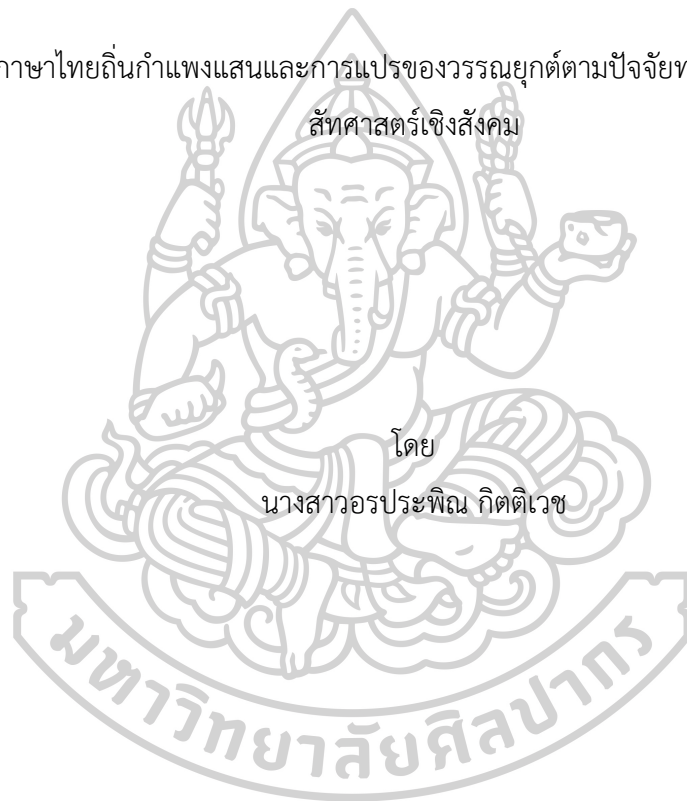 ภาษาไทยถิ่นกำแพงแสนและการแปรของวรรณยุกต์ตามปัจจัยท
สัทศาสตร์เชิงสังคม
โดย
นางสาวอรประพิณ กิตติเวช
มหาวิทยาลัยศิลปากร